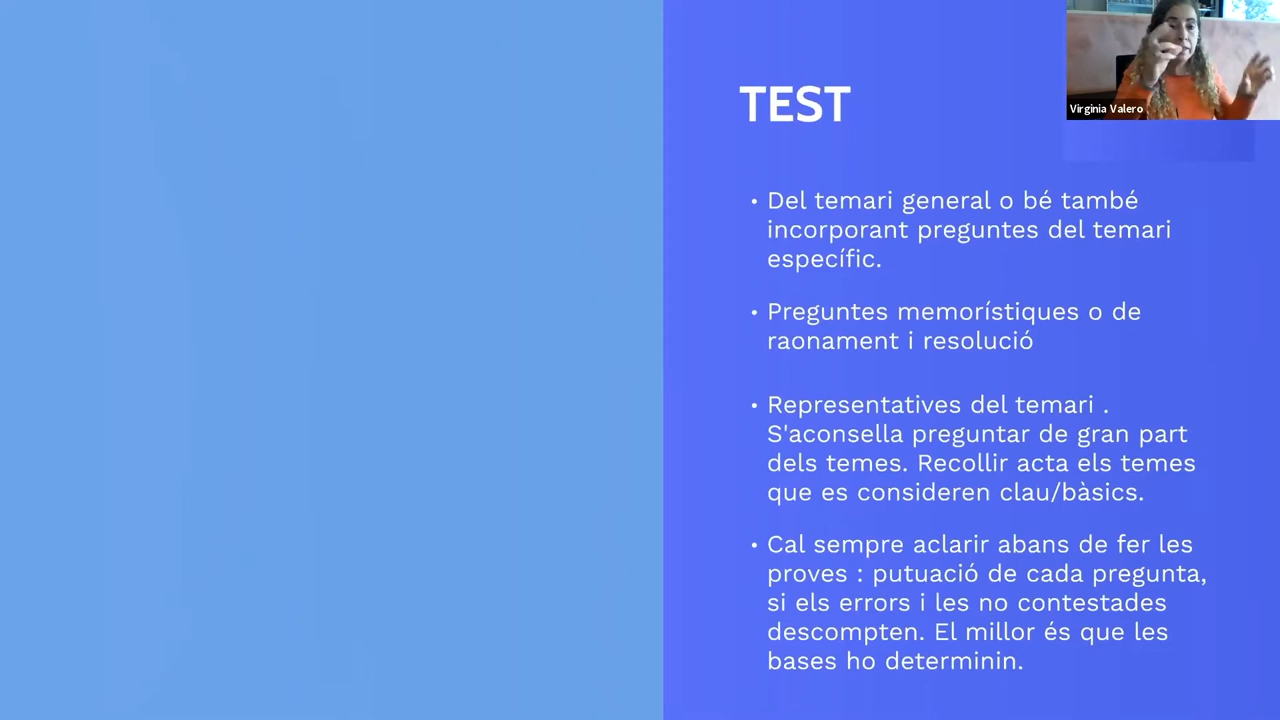 TEST
Virginia Valero
• Del temari general o bé també
incorporant preguntes del temari
específic.
• Preguntes memorístiques o de
raonament i resolució
• Representatives del temari .
S'aconsella preguntar de gran part
dels temes. Recollir acta els temes
que es consideren clau/bàsics.
• Cal sempre aclarir abans de fer les
proves : putuació de cada pregunta,
si els errors i les no contestades
descompten. El millor és que les
bases ho determinin.